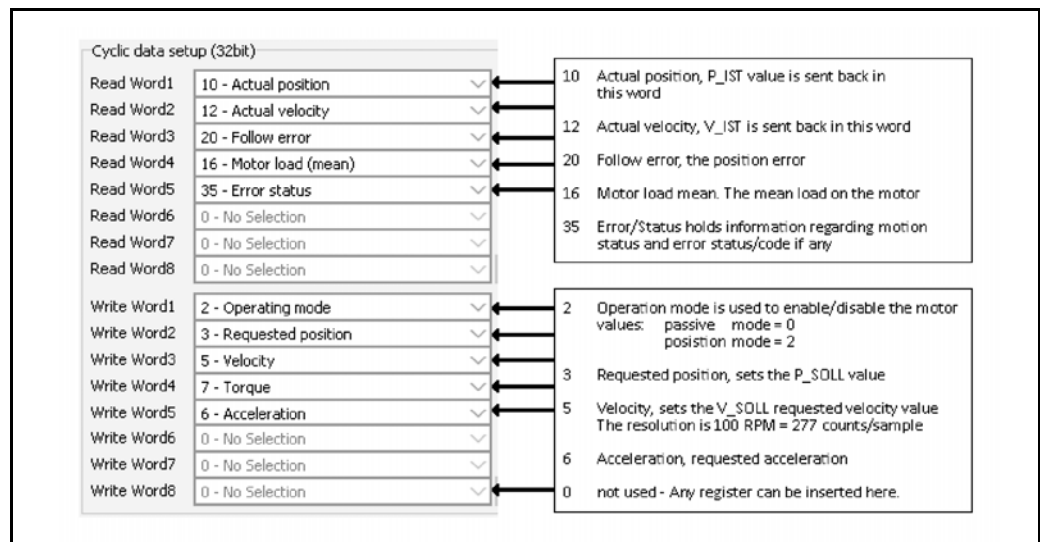 Cyclic data setup (32bit)
Read Word1 10 - Actual position
Read Word2 12 - Actual velocity
Read Word3 20 - Follow error
Read Word4 16 - Motor load (mean)
Read Word5 35 - Error status
Read Word6 0 - No Selection
Read Word7 0 - No Selection
Read Word8 0 - No Selection
Write Word1 2 - Operating mode
Write Word2 3 - Requested position
Write Word3 5 - Velocity
Write Word4 7 - Torque
Write Word5 6 - Acceleration
Write Word6 0 - No Selection
Write Word7 0 - No Selection
Write Word8 0 - No Selection
10 Actual position, P_IST value is sent back in
this word
12 Actual velocity, V_IST is sent back in this word
20 Follow error, the position error
16 Motor load mean. The mean load on the motor
35 Error/Status holds information regarding motion
status and error status/code if any
2 Operation mode is used to enable/disable the motor
values: passive mode = 0
posistion mode = 2
3 Requested position, sets the P_SOLL value
5 Velocity, sets the V_SOLL requested velocity value
The resolution is 100 RPM = 277 counts/sample
6 Acceleration, requested acceleration
0 not used - Any register can be inserted here.